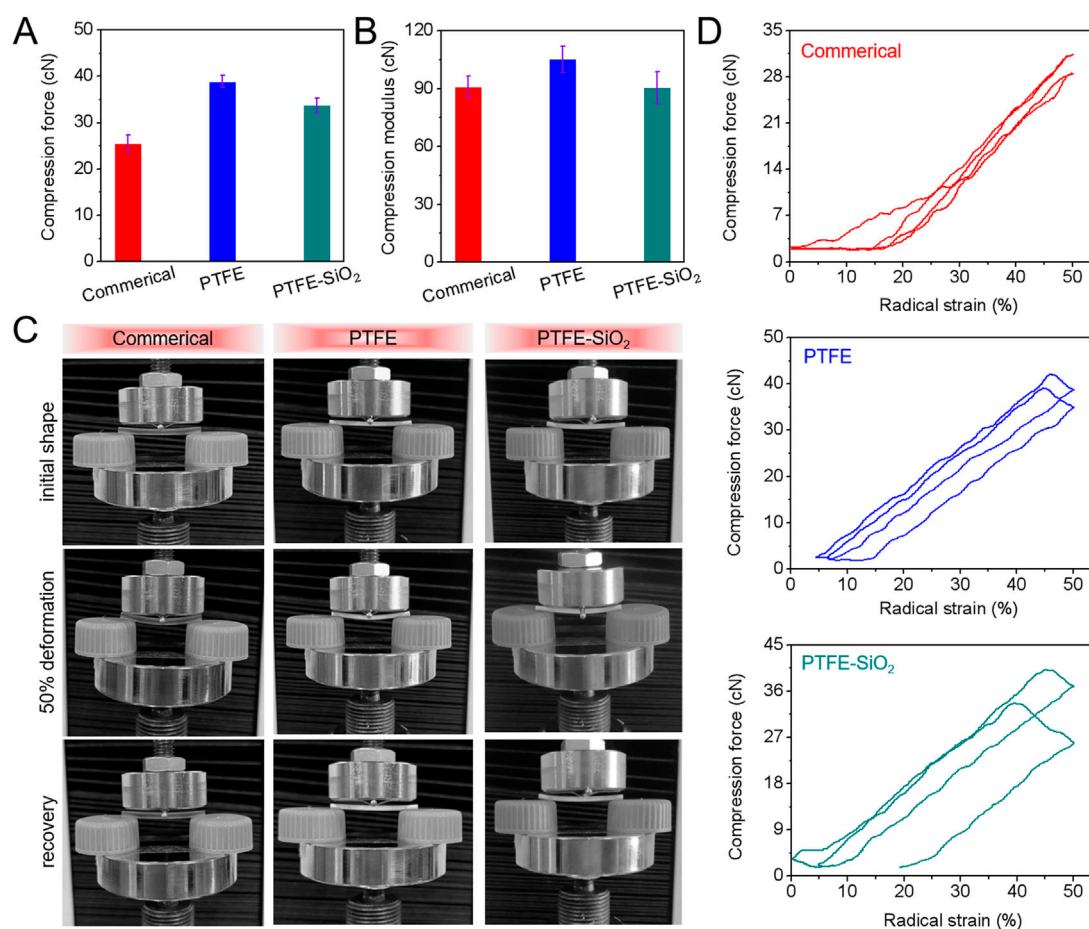 A
Compression force (cN)
50
40
30
20
10
00
Commerical
PTFE
PTFE-SiO₂
B
Compression modulus (cN)
120
90
60
30
00
Commerical
PTFE
PTFE-SiO₂
C
Commerical
PTFE
PTFE-SiO₂
initial shape
50% deformation
recovery
D
Commerical
Compression force (cN)
35
28
21
14
7
0
0 10 20 30 40 50
Radical strain (%)
PTFE
Compression force (cN)
50
40
30
20
10
0
0 10 20 30 40 50
Radical strain (%)
PTFE-SiO₂
Compression force (cN)
45
36
27
18
9
0
0 10 20 30 40 50
Radical strain (%)